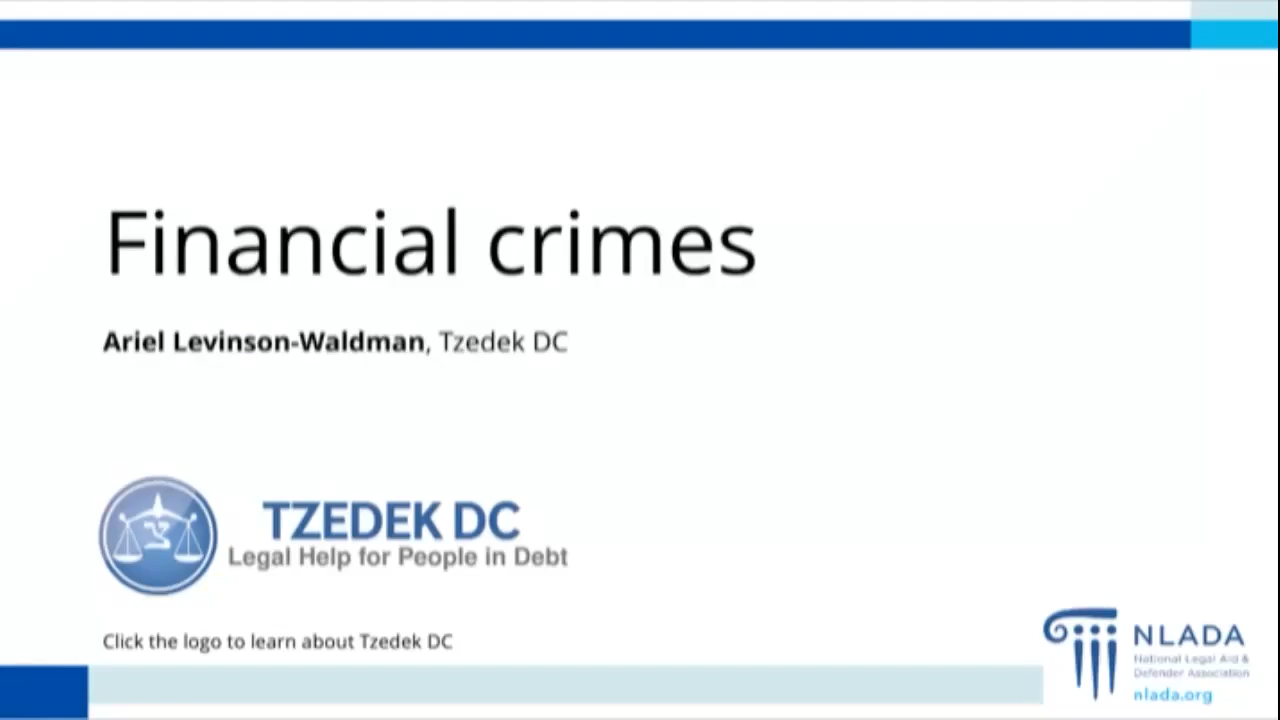 Financial crimes
Ariel Levinson-Waldman, Tzedek DC
TZEDEK DC
Legal Help for People in Debt
Click the logo to learn about Tzedek DC
NLADA
National Legal Aid &
Defender Association
nlada.org